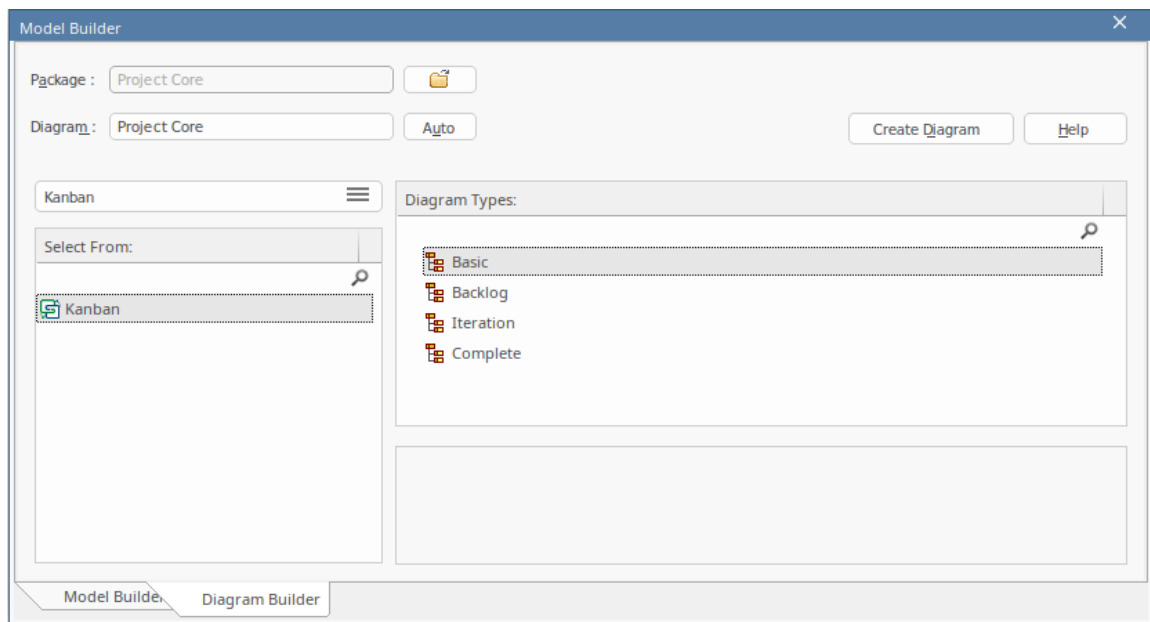 Model Builder
Package : Project Core
Diagram : Project Core Auto
Create Diagram Help
Kanban
Diagram Types:
Select From:
Basic
Backlog
Kanban
Iteration
Complete
Model Builder Diagram Builder